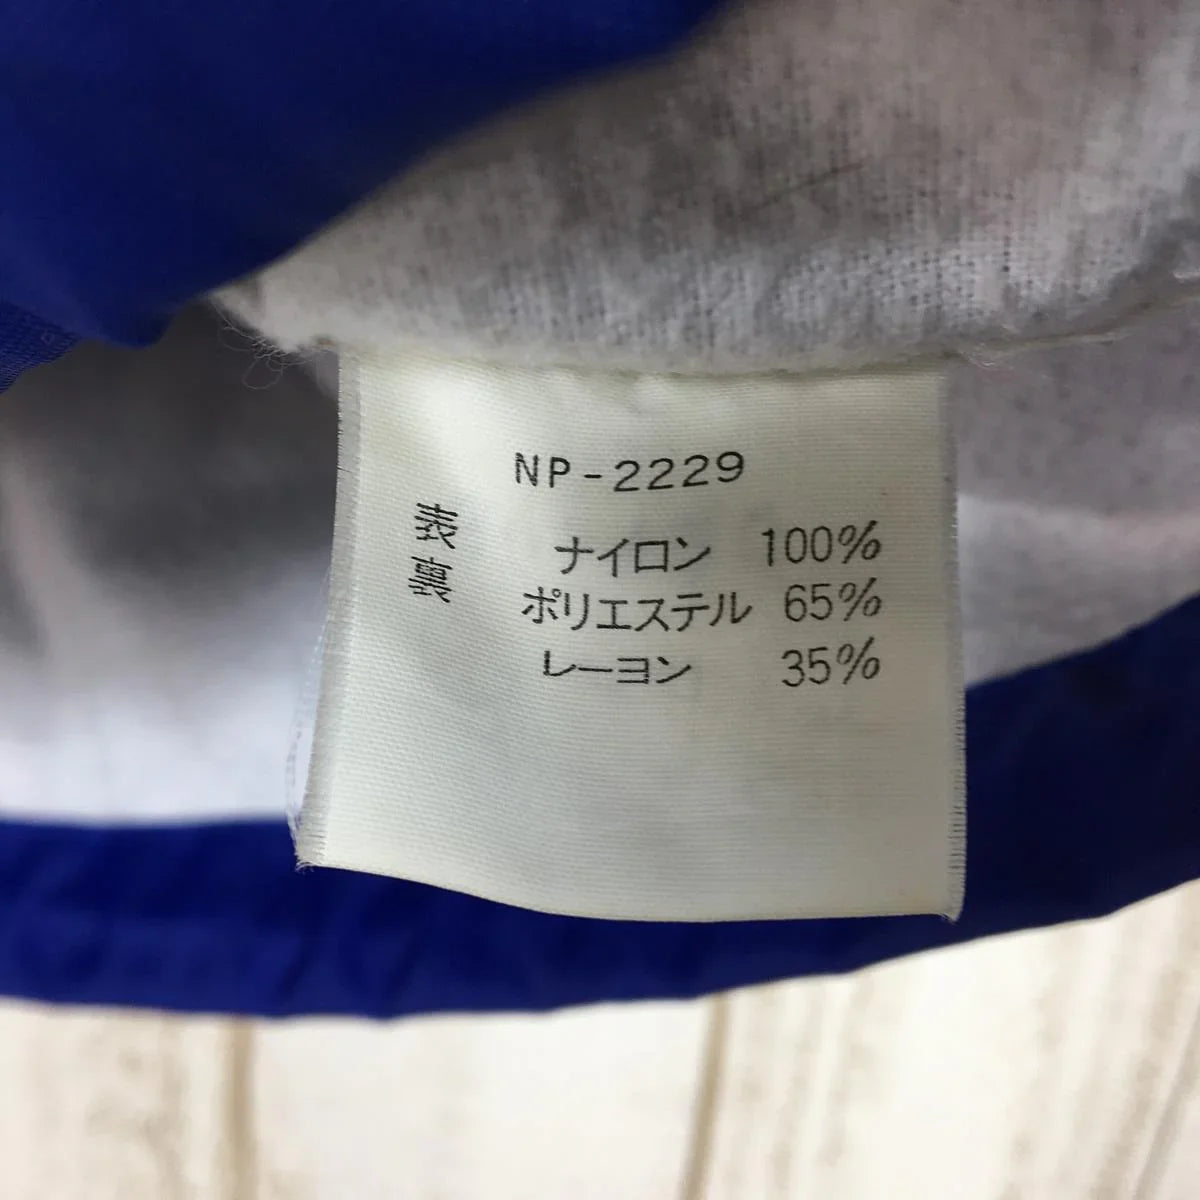 NP-2229
表 ナイロン 100%
裏 ポリエステル 65%
レーヨン 35%